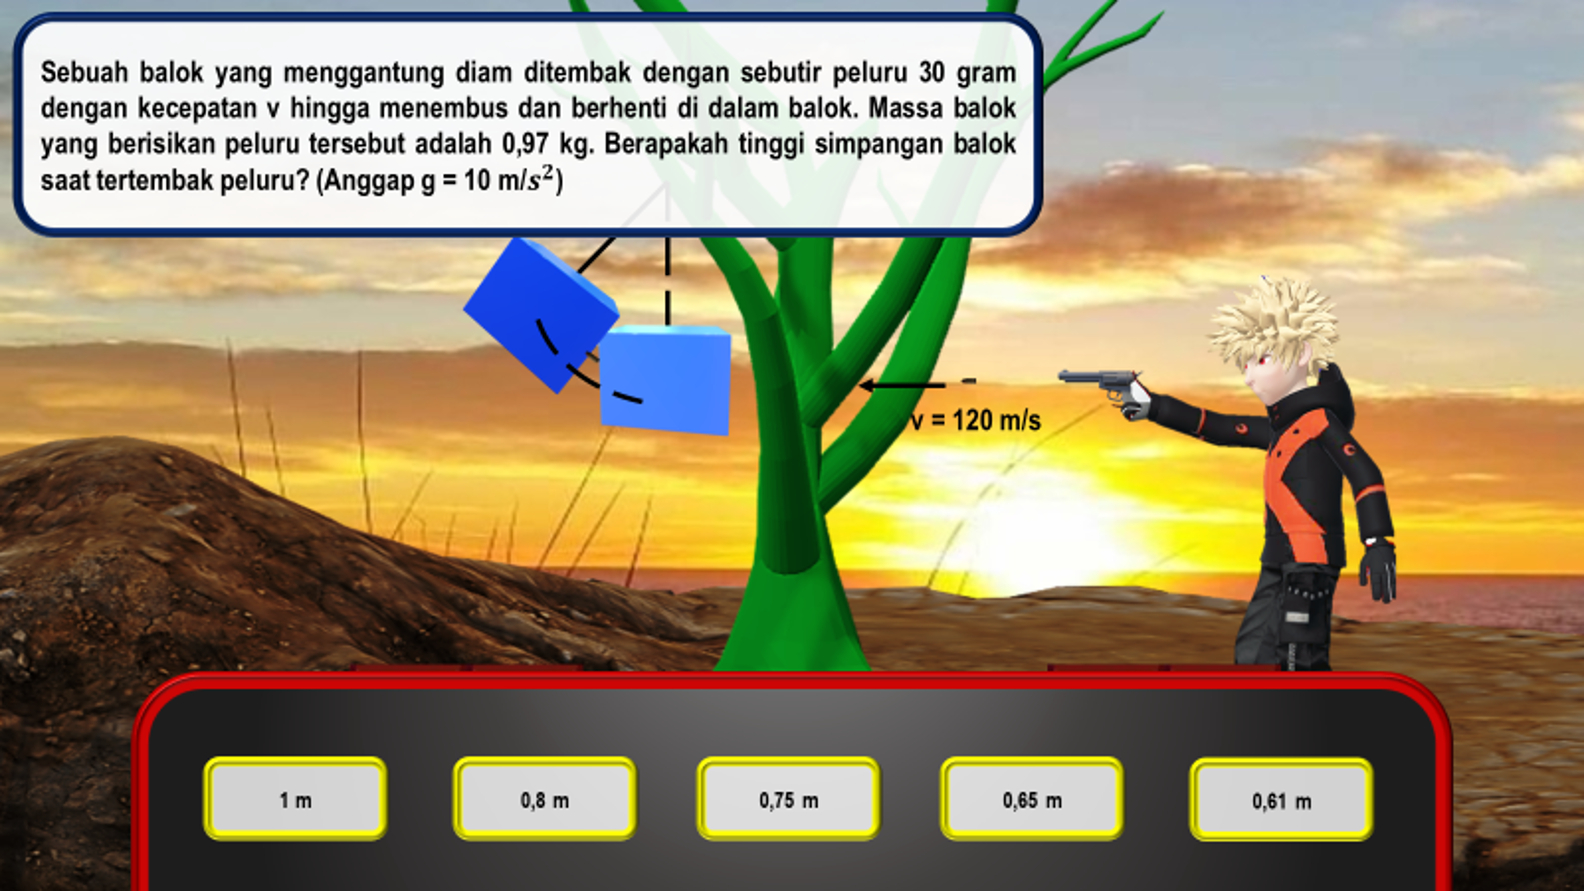 Sebuah balok yang menggantung diam ditembak dengan sebutir peluru 30 gram
dengan kecepatan v hingga menembus dan berhenti di dalam balok. Massa balok
yang berisikan peluru tersebut adalah 0,97 kg. Berapakah tinggi simpangan balok
saat tertembak peluru? (Anggap g = 10 m/s²)
v = 120 m/s
1 m
0,8 m
0,75 m
0,65 m
0,61 m